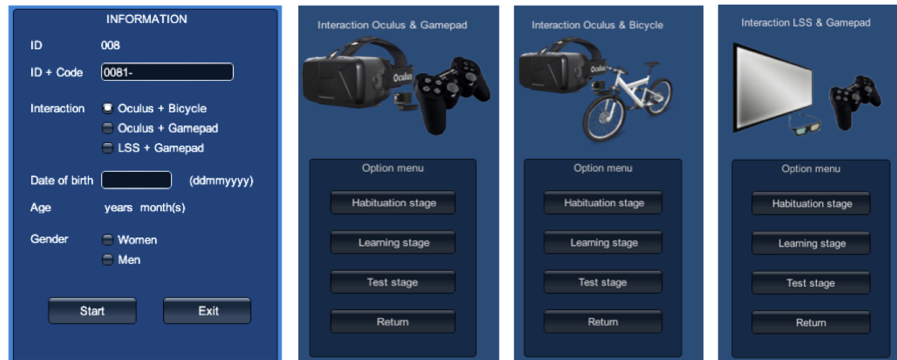 INFORMATION
ID 008
ID + Code 0081-
Interaction Oculus + Bicycle
Oculus + Gamepad
LSS + Gamepad
Date of birth (ddmmyyyy)
Age years month(s)
Gender Women
Men
Start Exit
Interaction Oculus & Gamepad
Oculus
Option menu
Habituation stage
Learning stage
Test stage
Return
Interaction Oculus & Bicycle
Oculus
Option menu
Habituation stage
Learning stage
Test stage
Return
Interaction LSS & Gamepad
Option menu
Habituation stage
Learning stage
Test stage
Return